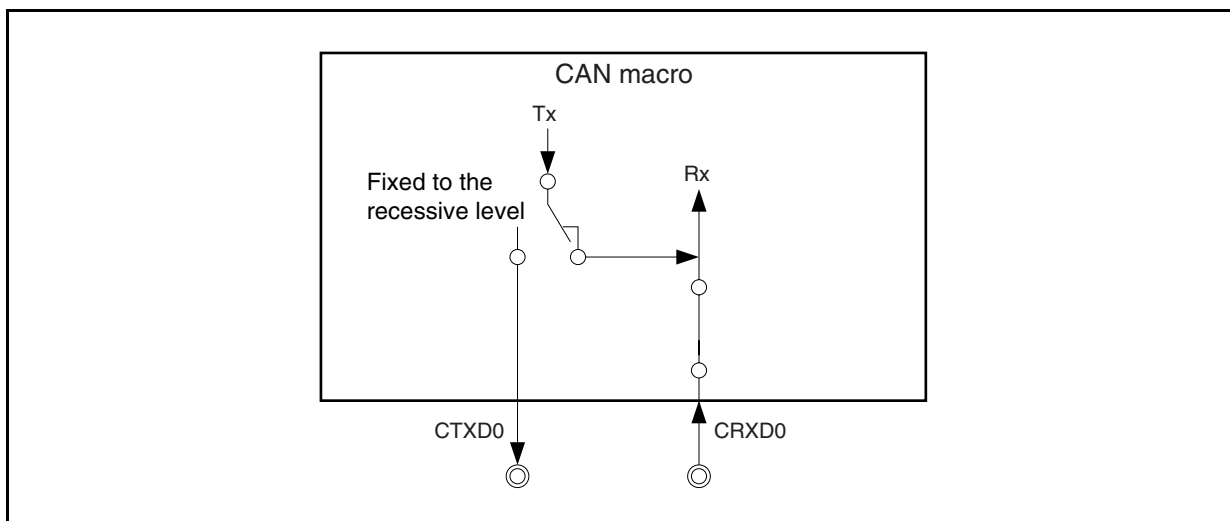 CAN macro
Tx
Rx
Fixed to the
recessive level
CTXD0
CRXD0